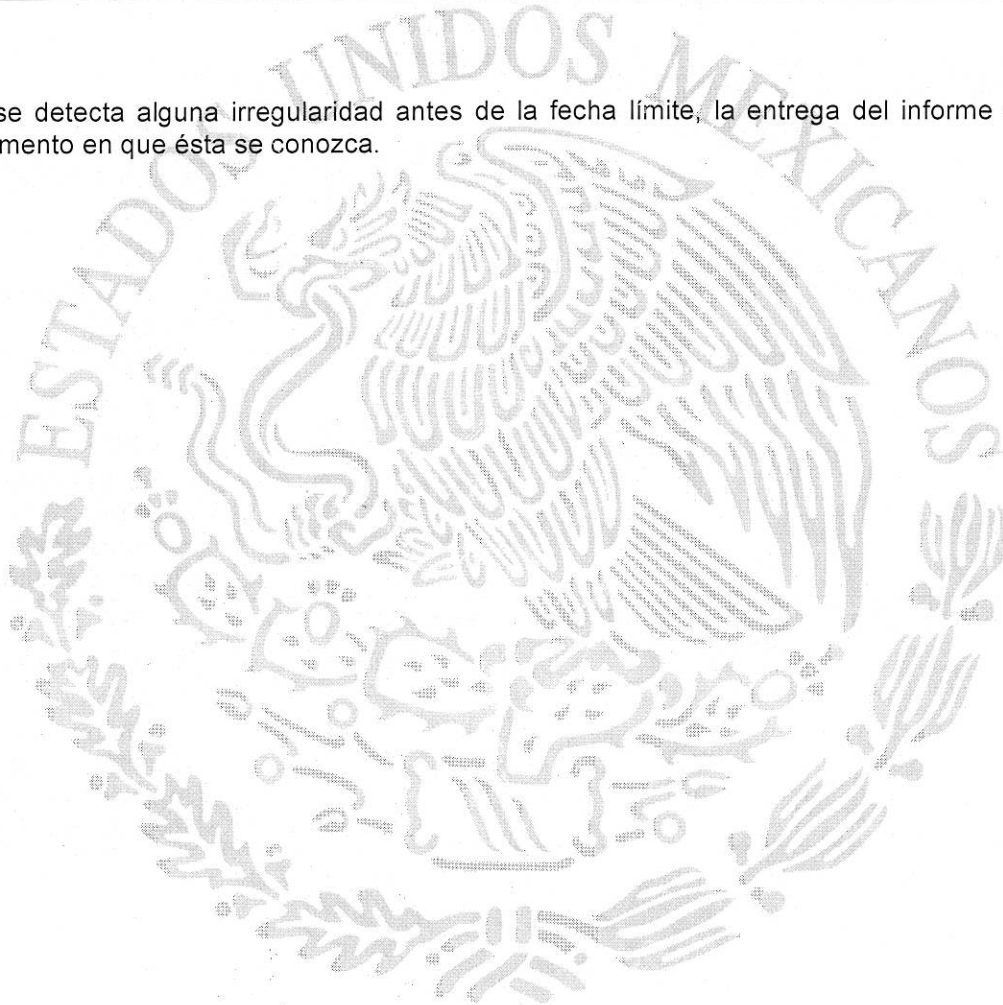 ESTADOS UNIDOS MEXICANOS
se detecta alguna irregularidad antes de la fecha límite, la entrega del informe
mento en que ésta se conozca.